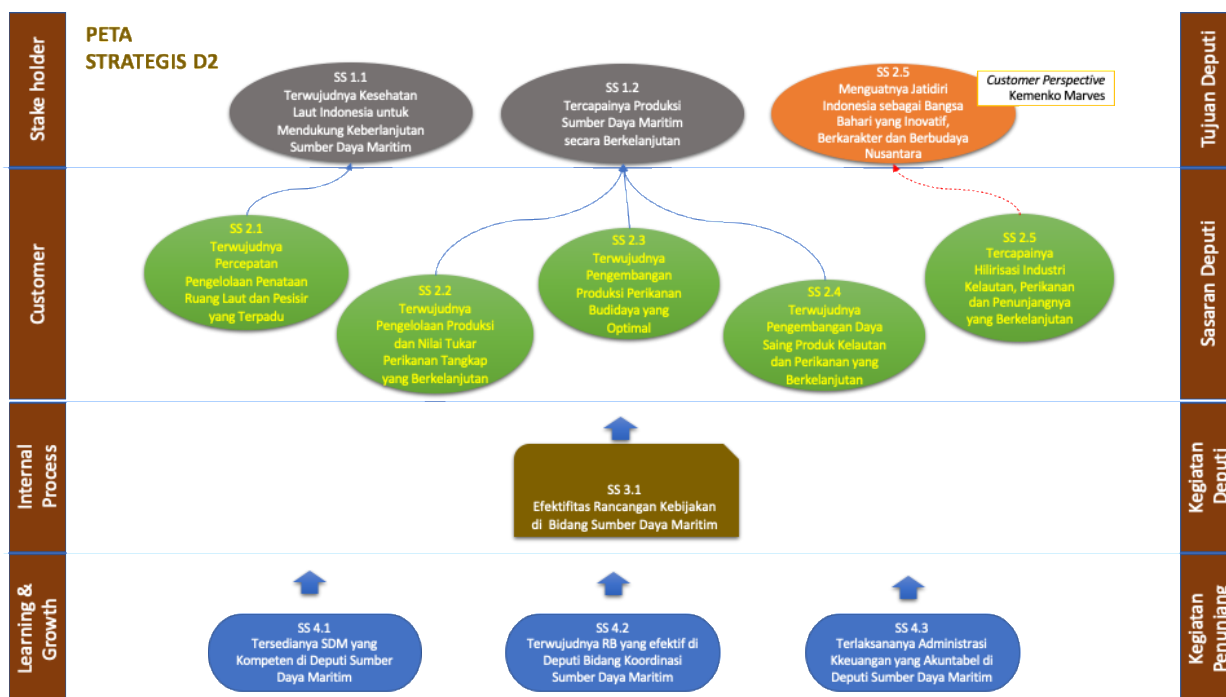 PETA
STRATEGIS D2
Stake holder
Tujuan Deputi
SS 1.1
Terwujudnya Kesehatan
Laut Indonesia untuk
Mendukung Keberlanjutan
Sumber Daya Maritim
SS 1.2
Tercapainya Produksi
Sumber Daya Maritim
secara Berkelanjutan
SS 2.5
Menguatnya Jatidiri
Indonesia sebagai Bangsa
Bahari yang Inovatif,
Berkarakter dan Berbudaya
Nusantara
Customer Perspective
Kemenko Marves
Customer
Sasaran Deputi
SS 2.1
Terwujudnya
Percepatan
Pengelolaan Penataan
Ruang Laut dan Pesisir
yang Terpadu
SS 2.2
Terwujudnya
Pengelolaan Produksi
dan Nilai Tukar
Perikanan Tangkap
yang Berkelanjutan
SS 2.3
Terwujudnya
Pengembangan
Produksi Perikanan
Budidaya yang
Optimal
SS 2.4
Terwujudnya
Pengembangan Daya
Saing Produk Kelautan
dan Perikanan yang
Berkelanjutan
SS 2.5
Tercapainya
Hilirisasi Industri
Kelautan, Perikanan
dan Penunjangnya
yang Berkelanjutan
Internal
Process
Kegiatan
Deputi
SS 3.1
Efektifitas Rancangan Kebijakan
di Bidang Sumber Daya Maritim
Learning &
Growth
Kegiatan
Penunjang
SS 4.1
Tersedianya SDM yang
Kompeten di Deputi Sumber
Daya Maritim
SS 4.2
Terwujudnya RB yang efektif di
Deputi Bidang Koordinasi
Sumber Daya Maritim
SS 4.3
Terlaksananya Administrasi
Kkeuangan yang Akuntabel di
Deputi Sumber Daya Maritim